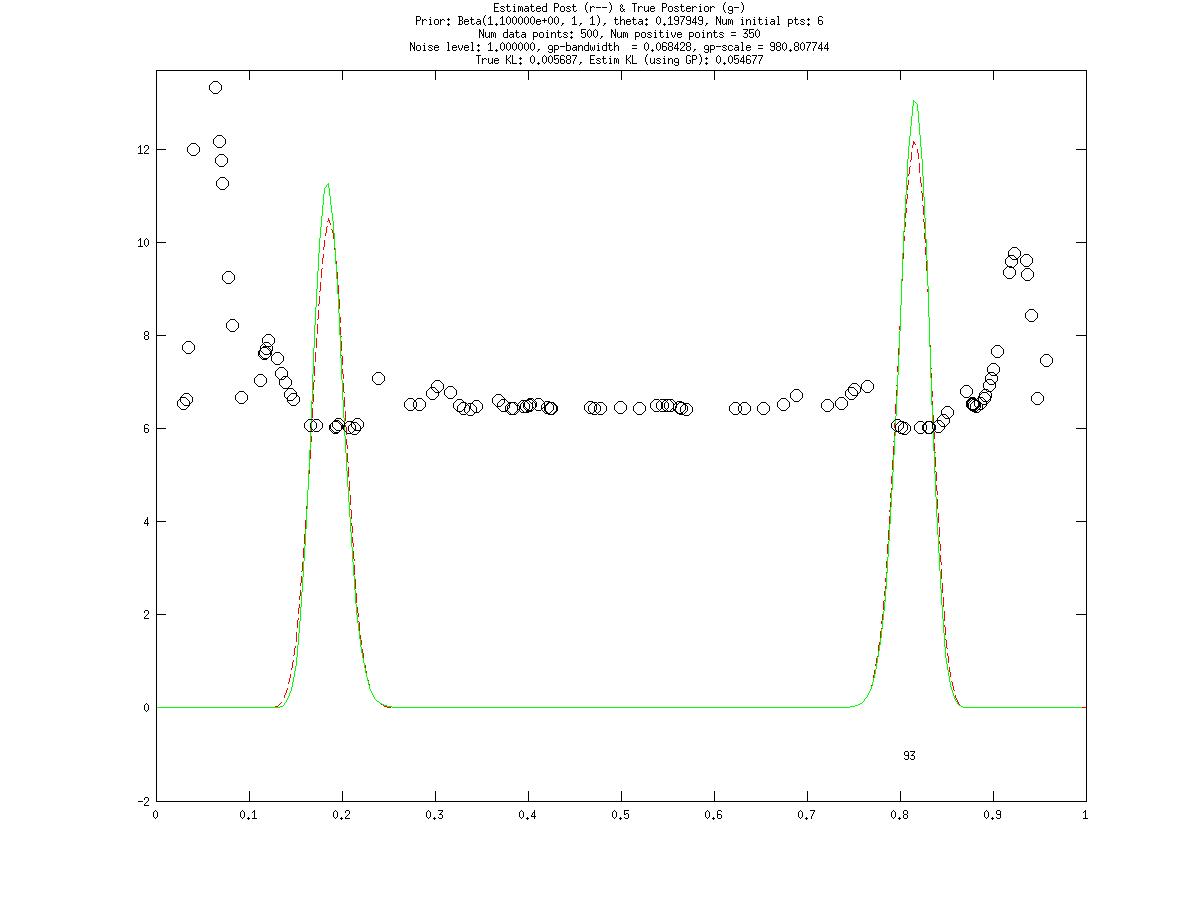 Estimated Post (r--) & True Posterior (g-)
Prior: Beta(1.100000e+00, 1, 1), theta: 0.197949, Num initial pts: 6
Num data points: 500, Num positive points = 350
Noise level: 1.000000, gp-bandwidth  = 0.068428, gp-scale = 980.807744
True KL: 0.005687, Estim KL (using GP): 0.054677
12
10
8
6
4
2
0
93
-2
0 0.1 0.2 0.3 0.4 0.5 0.6 0.7 0.8 0.9 1